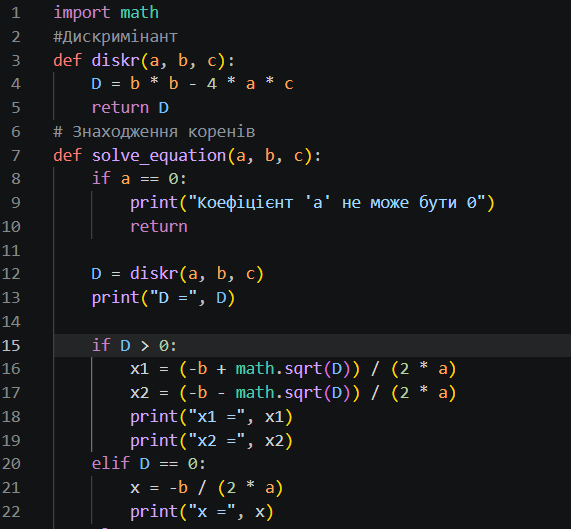 1 import math
2 #Дискримінант
3 def diskr(a, b, c):
4     D = b * b - 4 * a * c
5     return D
6 # Знаходження коренів
7 def solve_equation(a, b, c):
8     if a == 0:
9         print("Коефіцієнт 'a' не може бути 0")
10         return
11
12     D = diskr(a, b, c)
13     print("D =", D)
14
15     if D > 0:
16         x1 = (-b + math.sqrt(D)) / (2 * a)
17         x2 = (-b - math.sqrt(D)) / (2 * a)
18         print("x1 =", x1)
19         print("x2 =", x2)
20     elif D == 0:
21         x = -b / (2 * a)
22         print("x =", x)